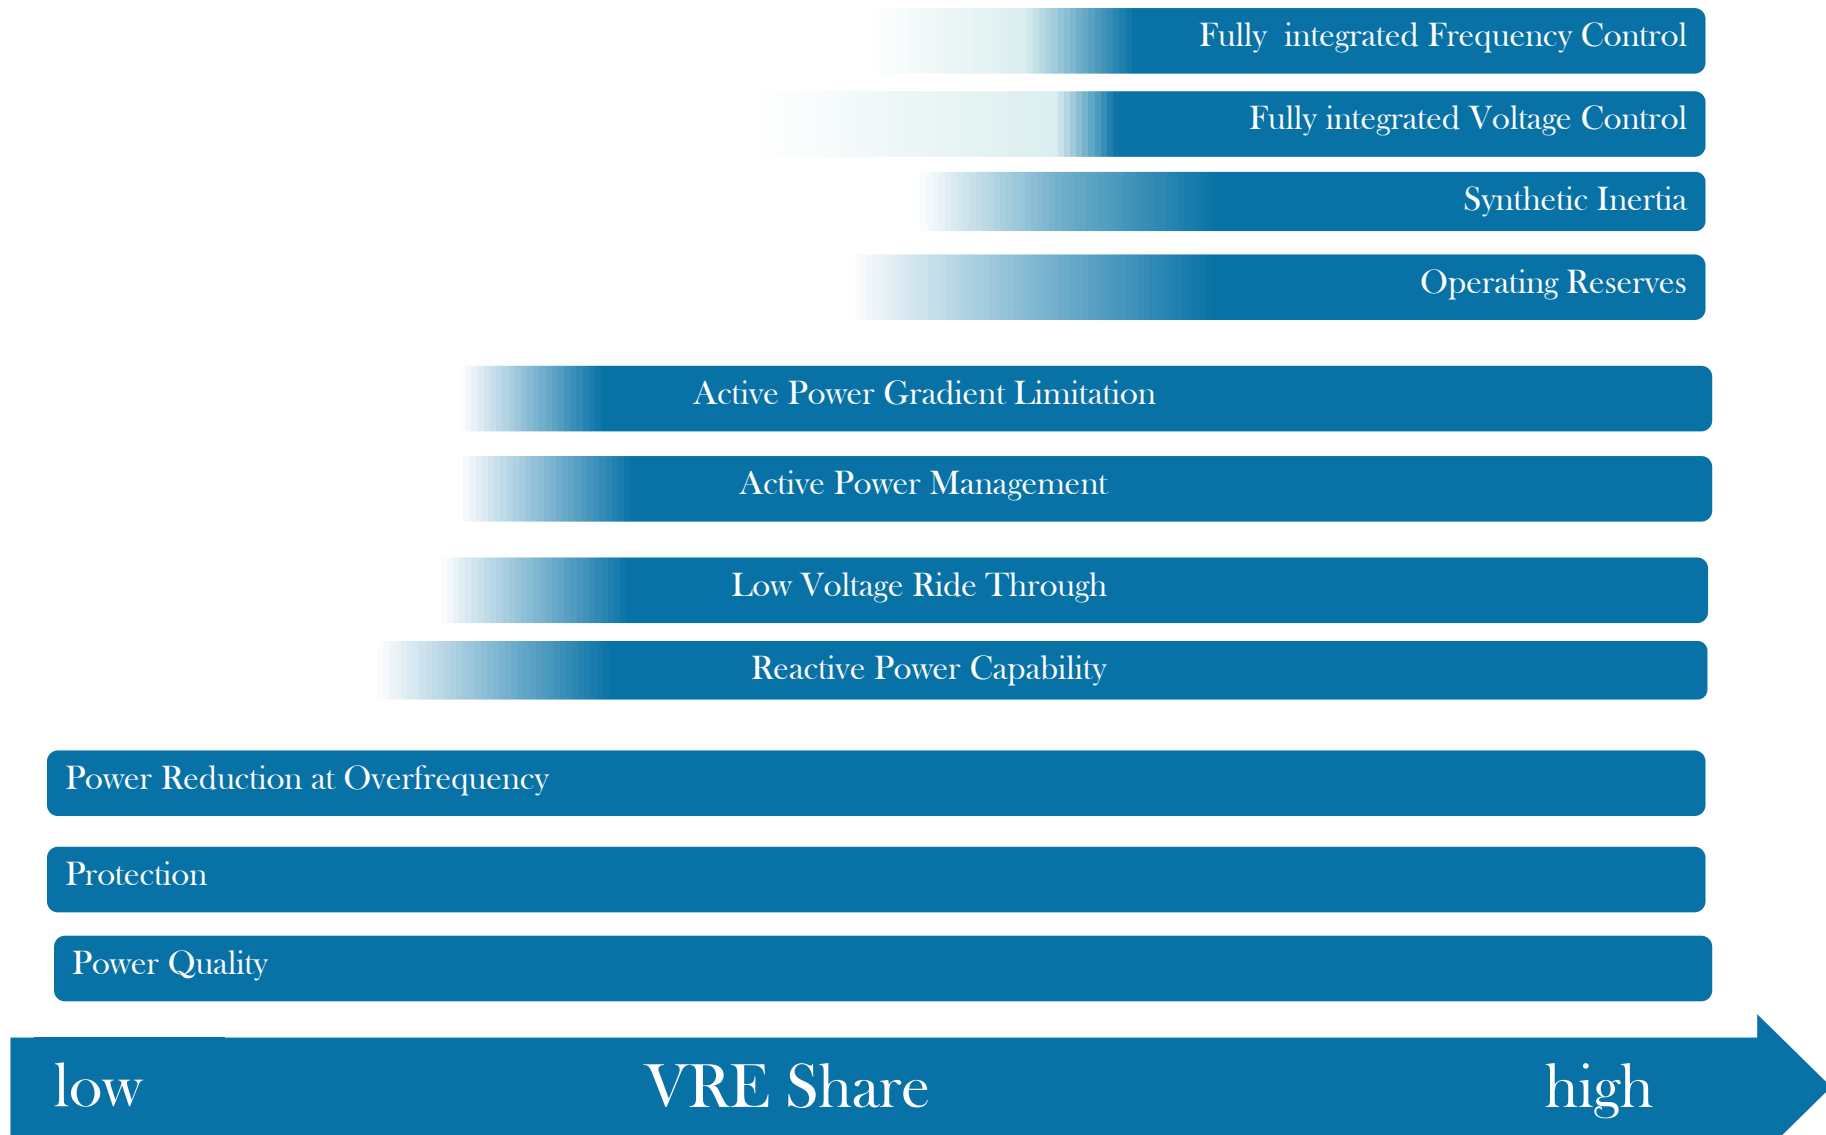 Fully integrated Frequency Control
Fully integrated Voltage Control
Synthetic Inertia
Operating Reserves
Active Power Gradient Limitation
Active Power Management
Low Voltage Ride Through
Reactive Power Capability
Power Reduction at Overfrequency
Protection
Power Quality
low VRE Share high